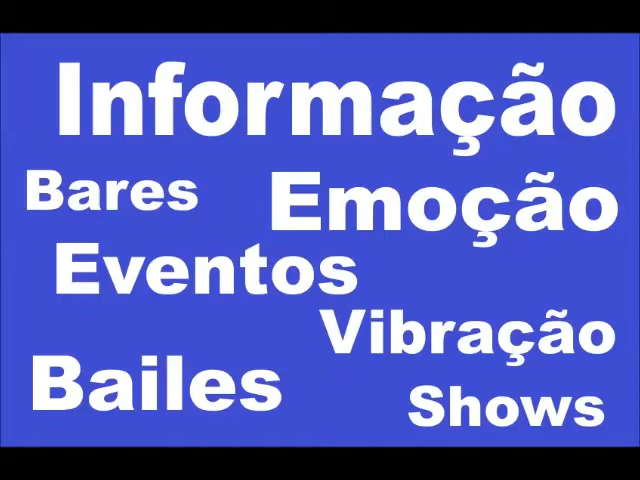 Informação
Bares
Emoção
Eventos
Vibração
Bailes
Shows